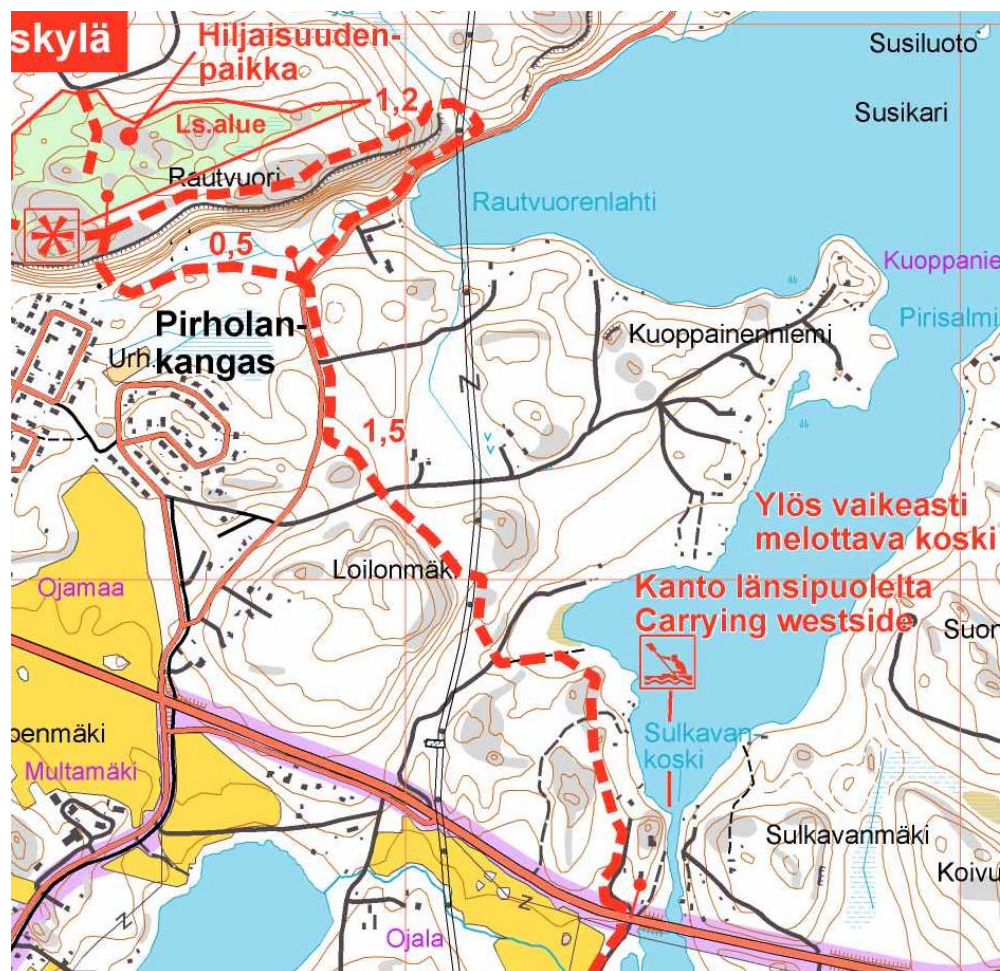 skylä
Hiljaisuuden-
paikka
Susiluoto
1,2
Susikari
Ls.alue
Rautvuori
Rautvuorenlahti
0,5
Kuoppanie
Pirisalmi
Pirholan-
kangas
Urh.
Kuoppainenniemi
1,5
Ylös vaikeasti
melottava koski
Loilonmäk
Ojamaa
Kanto länsipuolelta
Carrying westside
Suon
Sulkavan-
koski
penmäki
Multamäki
Sulkavanmäki
Koivu
Ojala